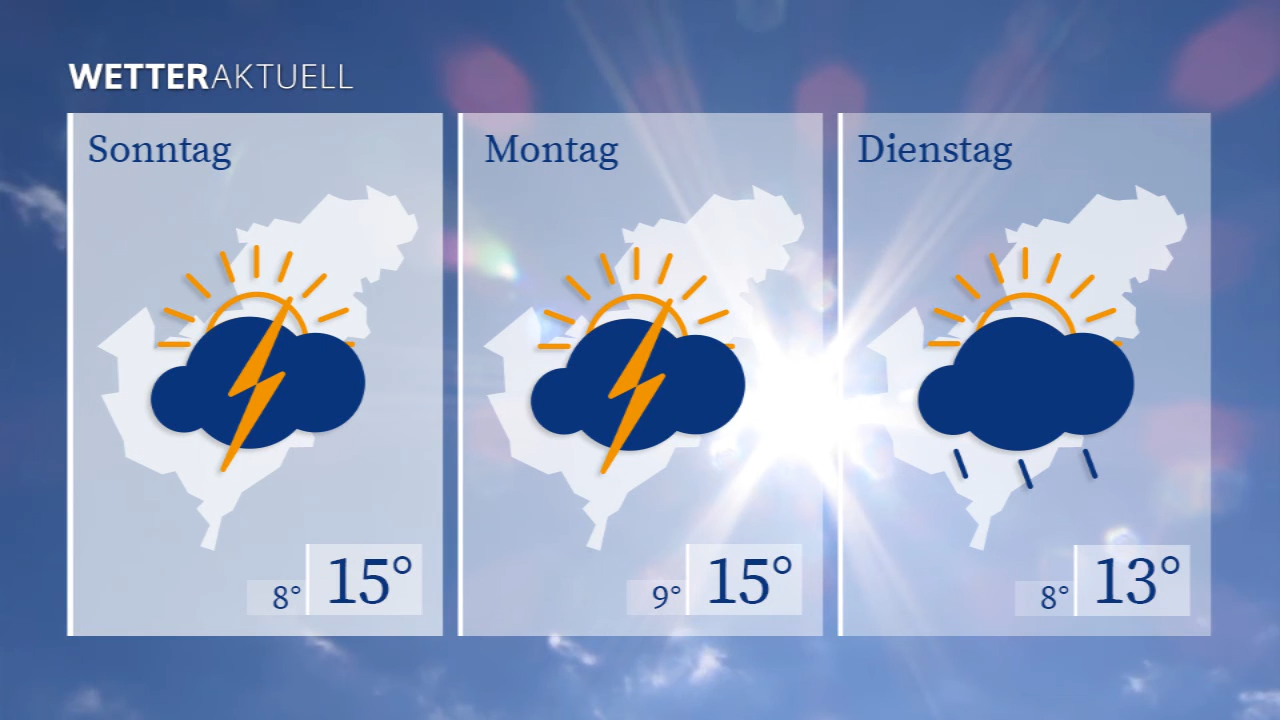 WETTERAKTUELL
Sonntag
Montag
Dienstag
8° 15°
9° 15°
8° 13°